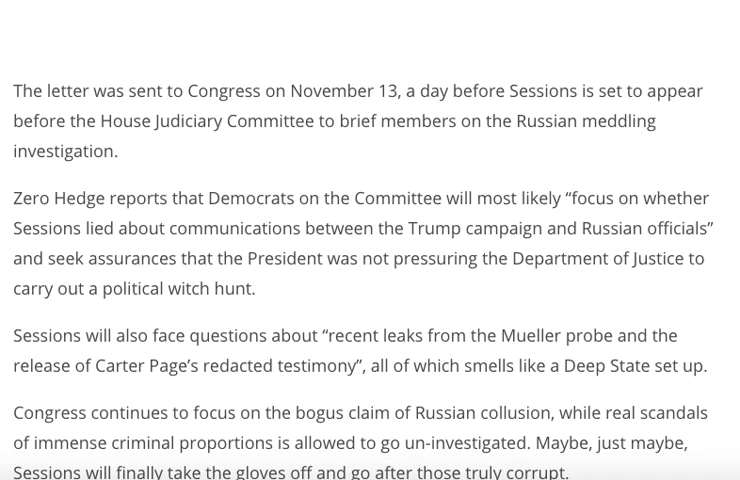 The letter was sent to Congress on November 13, a day before Sessions is set to appear
before the House Judiciary Committee to brief members on the Russian meddling
investigation.
Zero Hedge reports that Democrats on the Committee will most likely “focus on whether
Sessions lied about communications between the Trump campaign and Russian officials”
and seek assurances that the President was not pressuring the Department of Justice to
carry out a political witch hunt.
Sessions will also face questions about “recent leaks from the Mueller probe and the
release of Carter Page’s redacted testimony”, all of which smells like a Deep State set up.
Congress continues to focus on the bogus claim of Russian collusion, while real scandals
of immense criminal proportions is allowed to go un-investigated. Maybe, just maybe,
Sessions will finally take the gloves off and go after those truly corrupt.